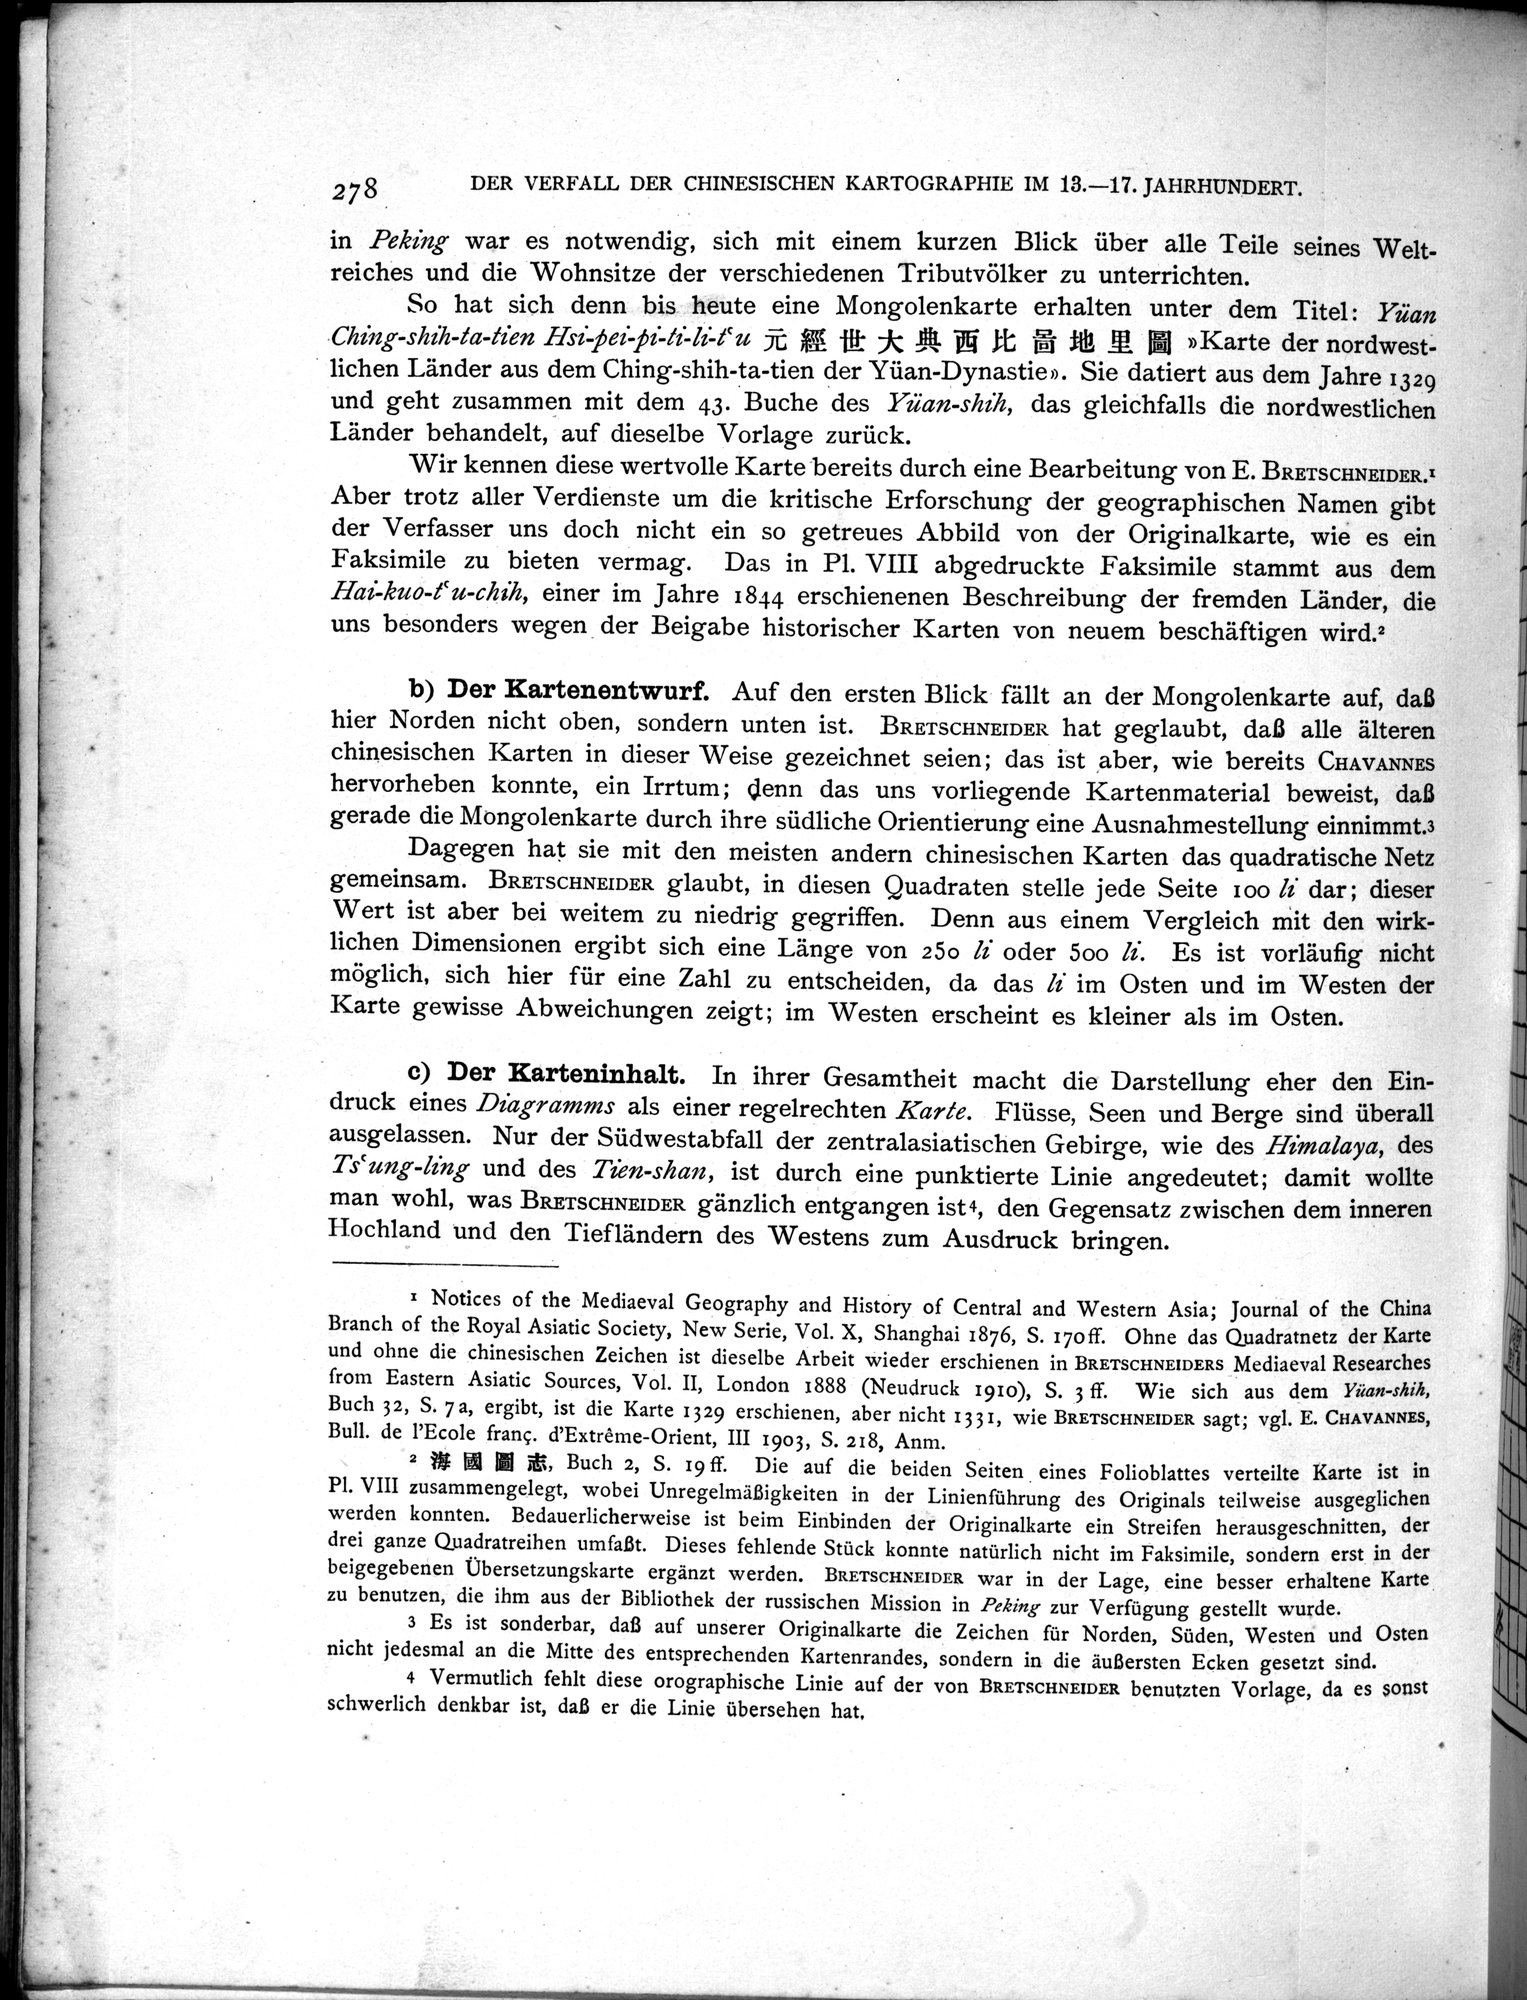 278 DER VERFALL DER CHINESISCHEN KARTOGRAPHIE IM 13.—17. JAHRHUNDERT.
in Peking war es notwendig, sich mit einem kurzen Blick über alle Teile seines Welt-
reiches und die Wohnsitze der verschiedenen Tributvölker zu unterrichten.
So hat sich denn bis heute eine Mongolenkarte erhalten unter dem Titel: Yüan
Ching-shih-ta-tien Hsi-pei-pi-ti-li-tʻu 元經世大典西比啚地里圖 »Karte der nordwest-
lichen Länder aus dem Ching-shih-ta-tien der Yüan-Dynastie». Sie datiert aus dem Jahre 1329
und geht zusammen mit dem 43. Buche des Yüan-shih, das gleichfalls die nordwestlichen
Länder behandelt, auf dieselbe Vorlage zurück.
Wir kennen diese wertvolle Karte bereits durch eine Bearbeitung von E. BRETSCHNEIDER.¹
Aber trotz aller Verdienste um die kritische Erforschung der geographischen Namen gibt
der Verfasser uns doch nicht ein so getreues Abbild von der Originalkarte, wie es ein
Faksimile zu bieten vermag. Das in Pl. VIII abgedruckte Faksimile stammt aus dem
Hai-kuo-tʻu-chih, einer im Jahre 1844 erschienenen Beschreibung der fremden Länder, die
uns besonders wegen der Beigabe historischer Karten von neuem beschäftigen wird.²
b) Der Kartenentwurf. Auf den ersten Blick fällt an der Mongolenkarte auf, daß
hier Norden nicht oben, sondern unten ist. BRETSCHNEIDER hat geglaubt, daß alle älteren
chinesischen Karten in dieser Weise gezeichnet seien; das ist aber, wie bereits CHAVANNES
hervorheben konnte, ein Irrtum; denn das uns vorliegende Kartenmaterial beweist, daß
gerade die Mongolenkarte durch ihre südliche Orientierung eine Ausnahmestellung einnimmt.³
Dagegen hat sie mit den meisten andern chinesischen Karten das quadratische Netz
gemeinsam. BRETSCHNEIDER glaubt, in diesen Quadraten stelle jede Seite 100 li dar; dieser
Wert ist aber bei weitem zu niedrig gegriffen. Denn aus einem Vergleich mit den wirk-
lichen Dimensionen ergibt sich eine Länge von 250 li oder 500 li. Es ist vorläufig nicht
möglich, sich hier für eine Zahl zu entscheiden, da das li im Osten und im Westen der
Karte gewisse Abweichungen zeigt; im Westen erscheint es kleiner als im Osten.
c) Der Karteninhalt. In ihrer Gesamtheit macht die Darstellung eher den Ein-
druck eines Diagramms als einer regelrechten Karte. Flüsse, Seen und Berge sind überall
ausgelassen. Nur der Südwestabfall der zentralasiatischen Gebirge, wie des Himalaya, des
Tsʻung-ling und des Tien-shan, ist durch eine punktierte Linie angedeutet; damit wollte
man wohl, was BRETSCHNEIDER gänzlich entgangen ist⁴, den Gegensatz zwischen dem inneren
Hochland und den Tiefländern des Westens zum Ausdruck bringen.
¹ Notices of the Mediaeval Geography and History of Central and Western Asia; Journal of the China
Branch of the Royal Asiatic Society, New Serie, Vol. X, Shanghai 1876, S. 170 ff. Ohne das Quadratnetz der Karte
und ohne die chinesischen Zeichen ist dieselbe Arbeit wieder erschienen in BRETSCHNEIDERS Mediaeval Researches
from Eastern Asiatic Sources, Vol. II, London 1888 (Neudruck 1910), S. 3 ff. Wie sich aus dem Yüan-shih,
Buch 32, S. 7a, ergibt, ist die Karte 1329 erschienen, aber nicht 1331, wie BRETSCHNEIDER sagt; vgl. E. CHAVANNES,
Bull. de l'Ecole franç. d'Extrême-Orient, III 1903, S. 218, Anm.
² 海國圖志, Buch 2, S. 19 ff. Die auf die beiden Seiten eines Folioblattes verteilte Karte ist in
Pl. VIII zusammengelegt, wobei Unregelmäßigkeiten in der Linienführung des Originals teilweise ausgeglichen
werden konnten. Bedauerlicherweise ist beim Einbinden der Originalkarte ein Streifen herausgeschnitten, der
drei ganze Quadratreihen umfaßt. Dieses fehlende Stück konnte natürlich nicht im Faksimile, sondern erst in der
beigegebenen Übersetzungskarte ergänzt werden. BRETSCHNEIDER war in der Lage, eine besser erhaltene Karte
zu benutzen, die ihm aus der Bibliothek der russischen Mission in Peking zur Verfügung gestellt wurde.
³ Es ist sonderbar, daß auf unserer Originalkarte die Zeichen für Norden, Süden, Westen und Osten
nicht jedesmal an die Mitte des entsprechenden Kartenrandes, sondern in die äußersten Ecken gesetzt sind.
⁴ Vermutlich fehlt diese orographische Linie auf der von BRETSCHNEIDER benutzten Vorlage, da es sonst
schwerlich denkbar ist, daß er die Linie übersehen hat.